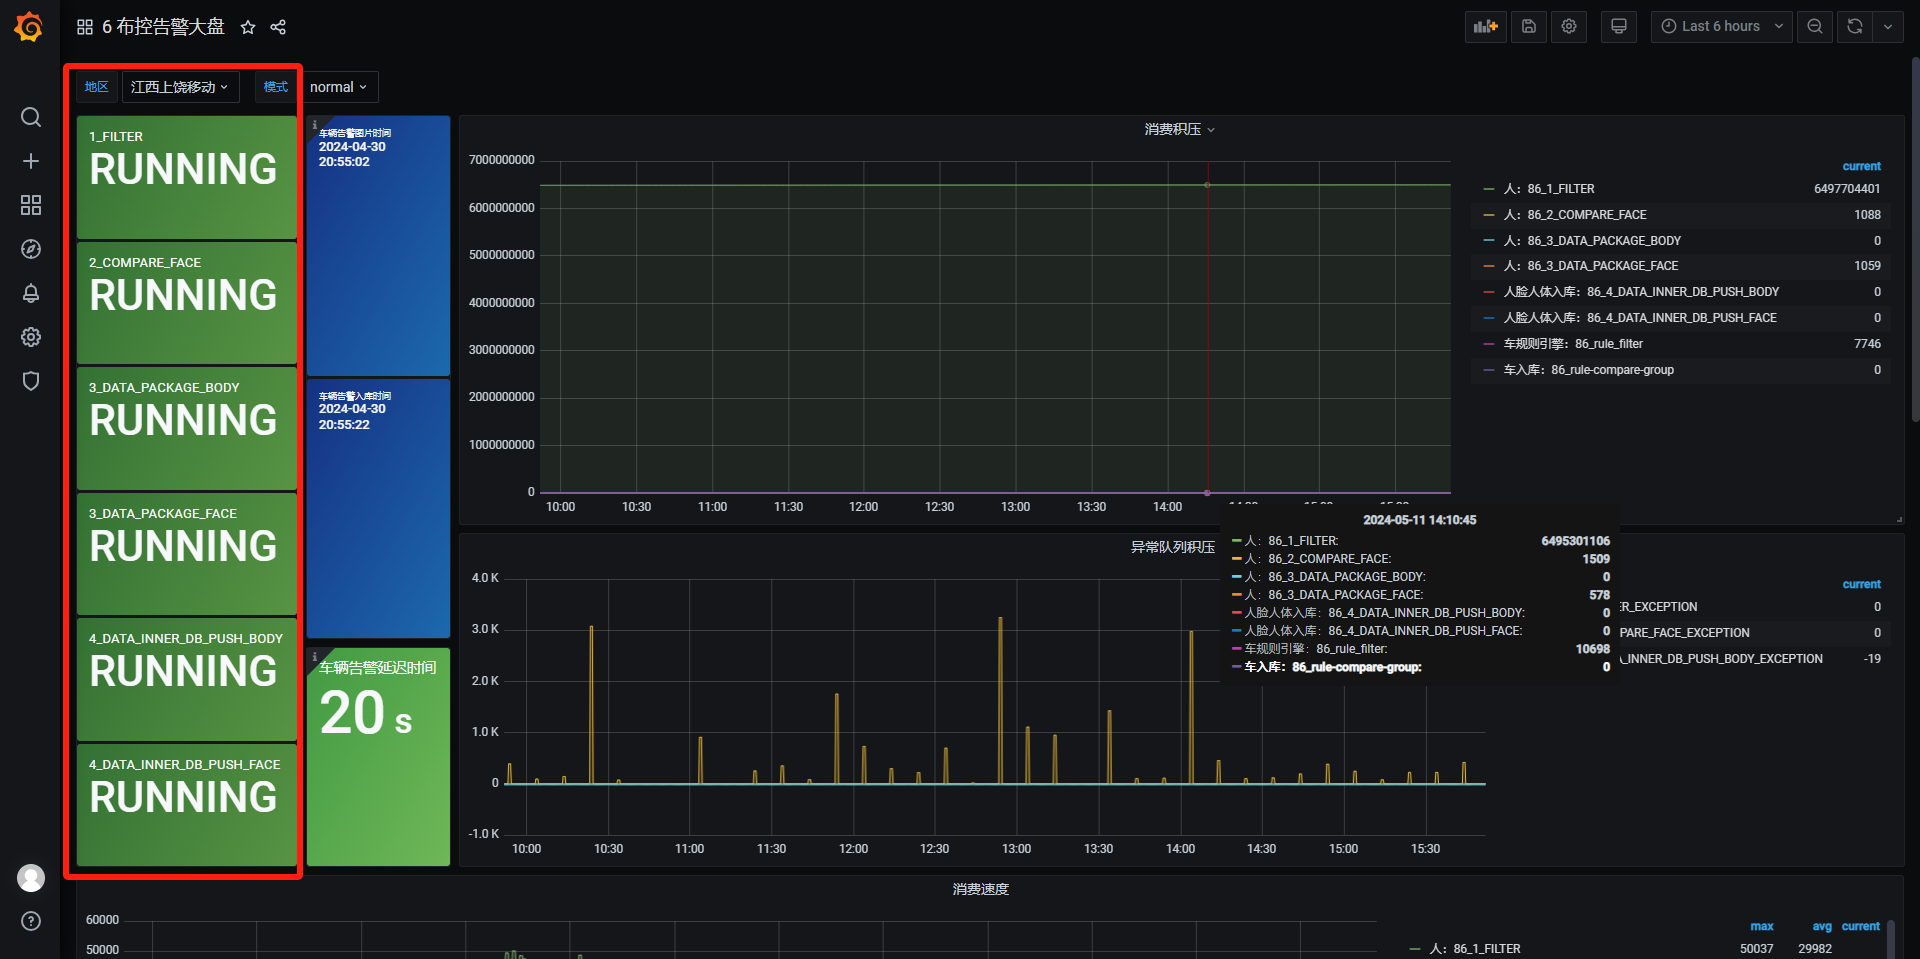 6 布控告警大盘
Last 6 hours
地区
江西上饶移动
模式
normal
1_FILTER
RUNNING
2_COMPARE_FACE
RUNNING
3_DATA_PACKAGE_BODY
RUNNING
3_DATA_PACKAGE_FACE
RUNNING
4_DATA_INNER_DB_PUSH_BODY
RUNNING
4_DATA_INNER_DB_PUSH_FACE
RUNNING
车辆告警图片时间
2024-04-30
20:55:02
车辆告警入库时间
2024-04-30
20:55:22
车辆告警延迟时间
20 s
消费积压
7000000000
6000000000
5000000000
4000000000
3000000000
2000000000
1000000000
0
10:00 10:30 11:00 11:30 12:00 12:30 13:00 13:30 14:00
current
人：86_1_FILTER 6497704401
人：86_2_COMPARE_FACE 1088
人：86_3_DATA_PACKAGE_BODY 0
人：86_3_DATA_PACKAGE_FACE 1059
人脸人体入库：86_4_DATA_INNER_DB_PUSH_BODY 0
人脸人体入库：86_4_DATA_INNER_DB_PUSH_FACE 0
车规则引擎：86_rule_filter 7746
车入库：86_rule-compare-group 0
2024-05-11 14:10:45
人：86_1_FILTER: 6495301106
人：86_2_COMPARE_FACE: 1509
人：86_3_DATA_PACKAGE_BODY: 0
人：86_3_DATA_PACKAGE_FACE: 578
人脸人体入库：86_4_DATA_INNER_DB_PUSH_BODY: 0
人脸人体入库：86_4_DATA_INNER_DB_PUSH_FACE: 0
车规则引擎：86_rule_filter: 10698
车入库：86_rule-compare-group: 0
异常队列积压
4.0 K
3.0 K
2.0 K
1.0 K
0
-1.0 K
10:00 10:30 11:00 11:30 12:00 12:30 13:00 13:30 14:00 14:30 15:00 15:30
current
R_EXCEPTION 0
PARE_FACE_EXCEPTION 0
_INNER_DB_PUSH_BODY_EXCEPTION -19
消费速度
60000
50000
max avg current
人：86_1_FILTER 50037 29982